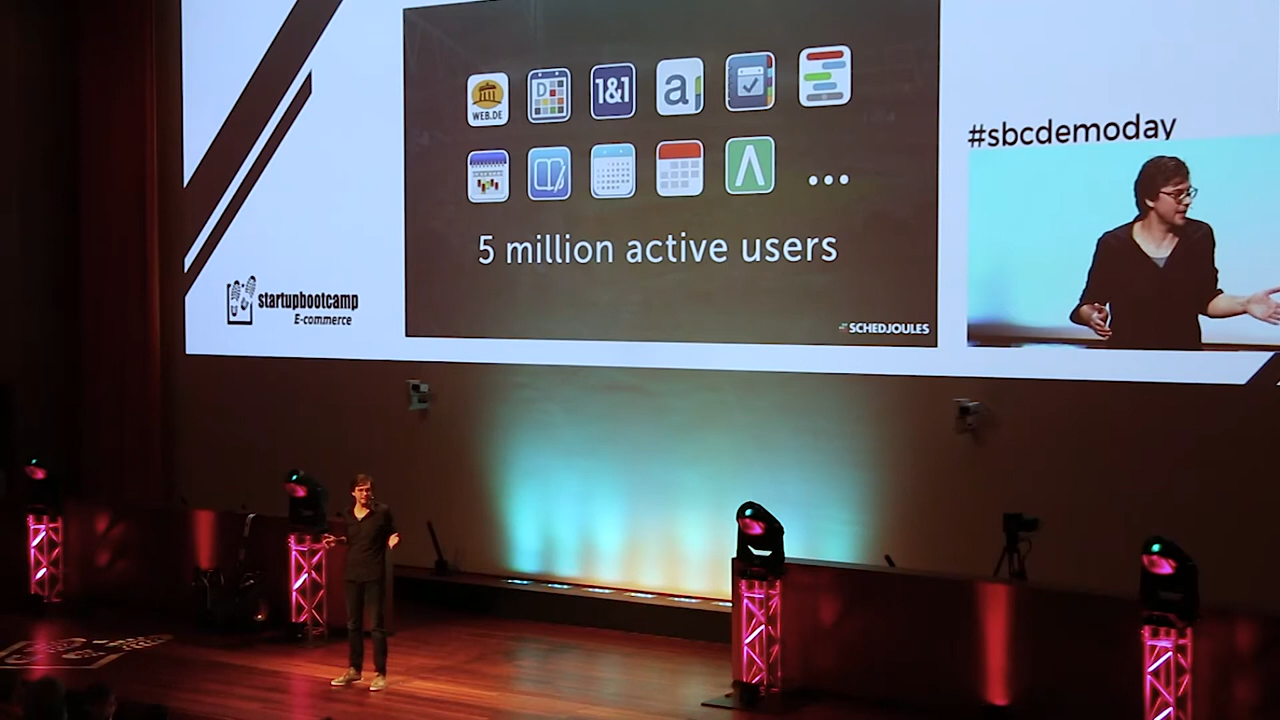 WEB.DE
D
1&1
a
5 million active users
SCHEDJOULES
#sbcdemoday
startupbootcamp
E-commerce